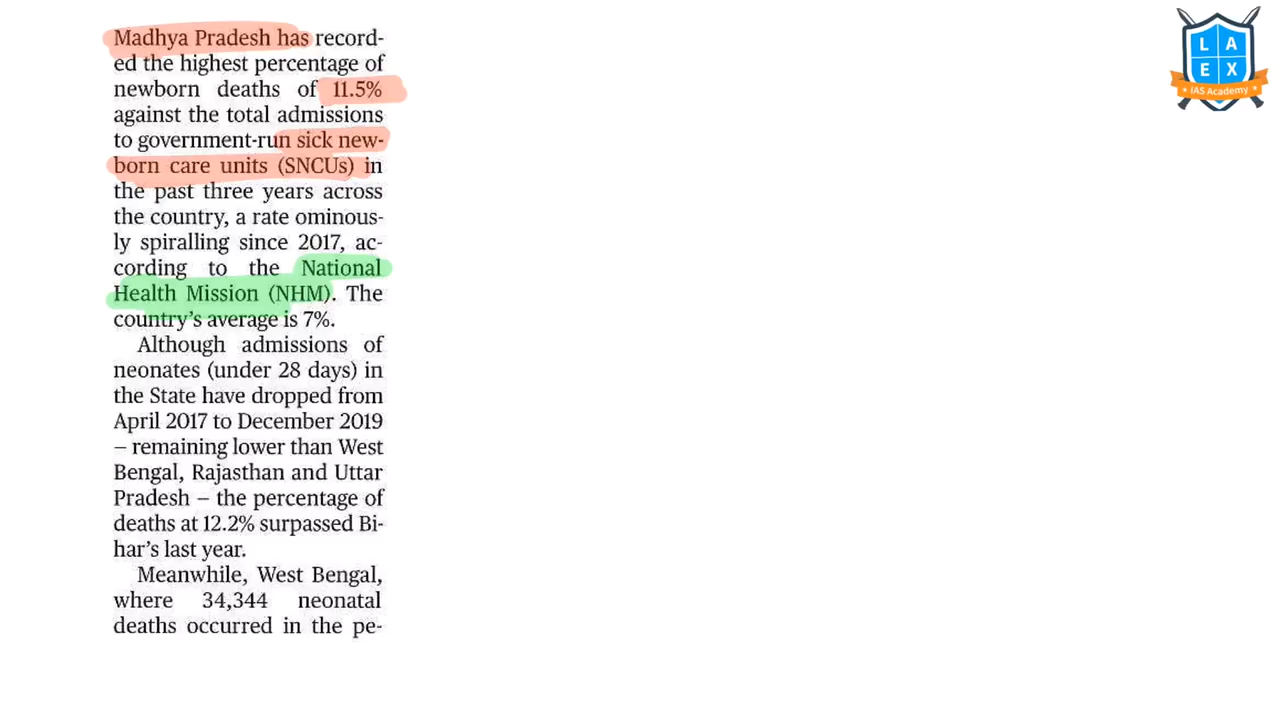 Madhya Pradesh has record-
ed the highest percentage of
newborn deaths of 11.5%
against the total admissions
to government-run sick new-
born care units (SNCUs) in
the past three years across
the country, a rate ominous-
ly spiralling since 2017, ac-
cording to the National
Health Mission (NHM). The
country's average is 7%.
Although admissions of
neonates (under 28 days) in
the State have dropped from
April 2017 to December 2019
– remaining lower than West
Bengal, Rajasthan and Uttar
Pradesh – the percentage of
deaths at 12.2% surpassed Bi-
har's last year.
Meanwhile, West Bengal,
where 34,344 neonatal
deaths occurred in the pe-
L A
E X
IAS Academy